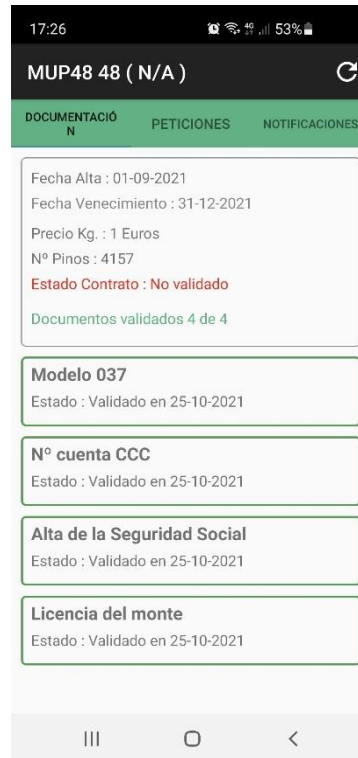 17:26
4G
53%
MUP48 48 ( N/A )
DOCUMENTACIÓ
N
PETICIONES
NOTIFICACIONES
Fecha Alta : 01-09-2021
Fecha Vencimiento : 31-12-2021
Precio Kg. : 1 Euros
Nº Pinos : 4157
Estado Contrato : No validado
Documentos validados 4 de 4
Modelo 037
Estado : Validado en 25-10-2021
Nº cuenta CCC
Estado : Validado en 25-10-2021
Alta de la Seguridad Social
Estado : Validado en 25-10-2021
Licencia del monte
Estado : Validado en 25-10-2021